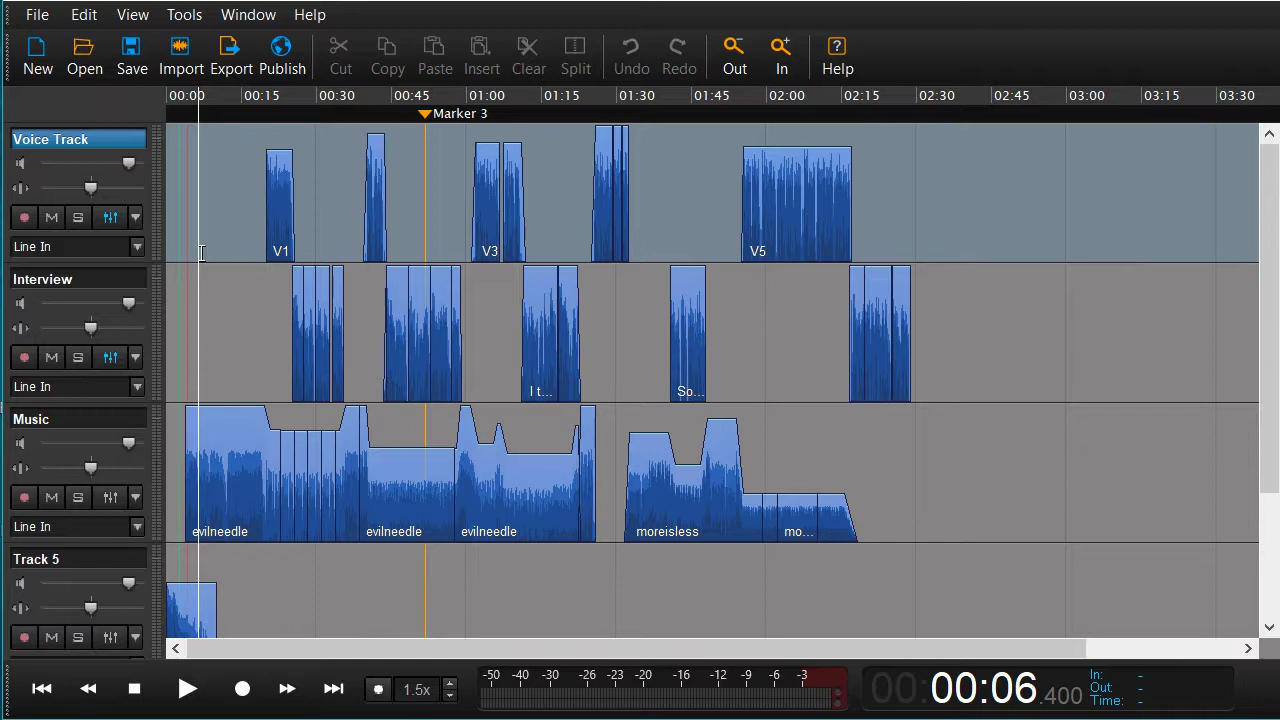 File Edit View Tools Window Help
New Open Save Import Export Publish Cut Copy Paste Insert Clear Split Undo Redo Out In Help
00:00 00:15 00:30 00:45 01:00 01:15 01:30 01:45 02:00 02:15 02:30 02:45 03:00 03:15 03:30
Marker 3
Voice Track
M S
Line In
V1 V3 V5
Interview
M S
Line In
I t... So...
Music
M S
Line In
evilneedle evilneedle evilneedle moreisless mo...
Track 5
M S
1.5x
-50 -40 -30 -26 -23 -20 -16 -12 -9 -6 -3
00:00:06.400
In: -
Out: -
Time: -